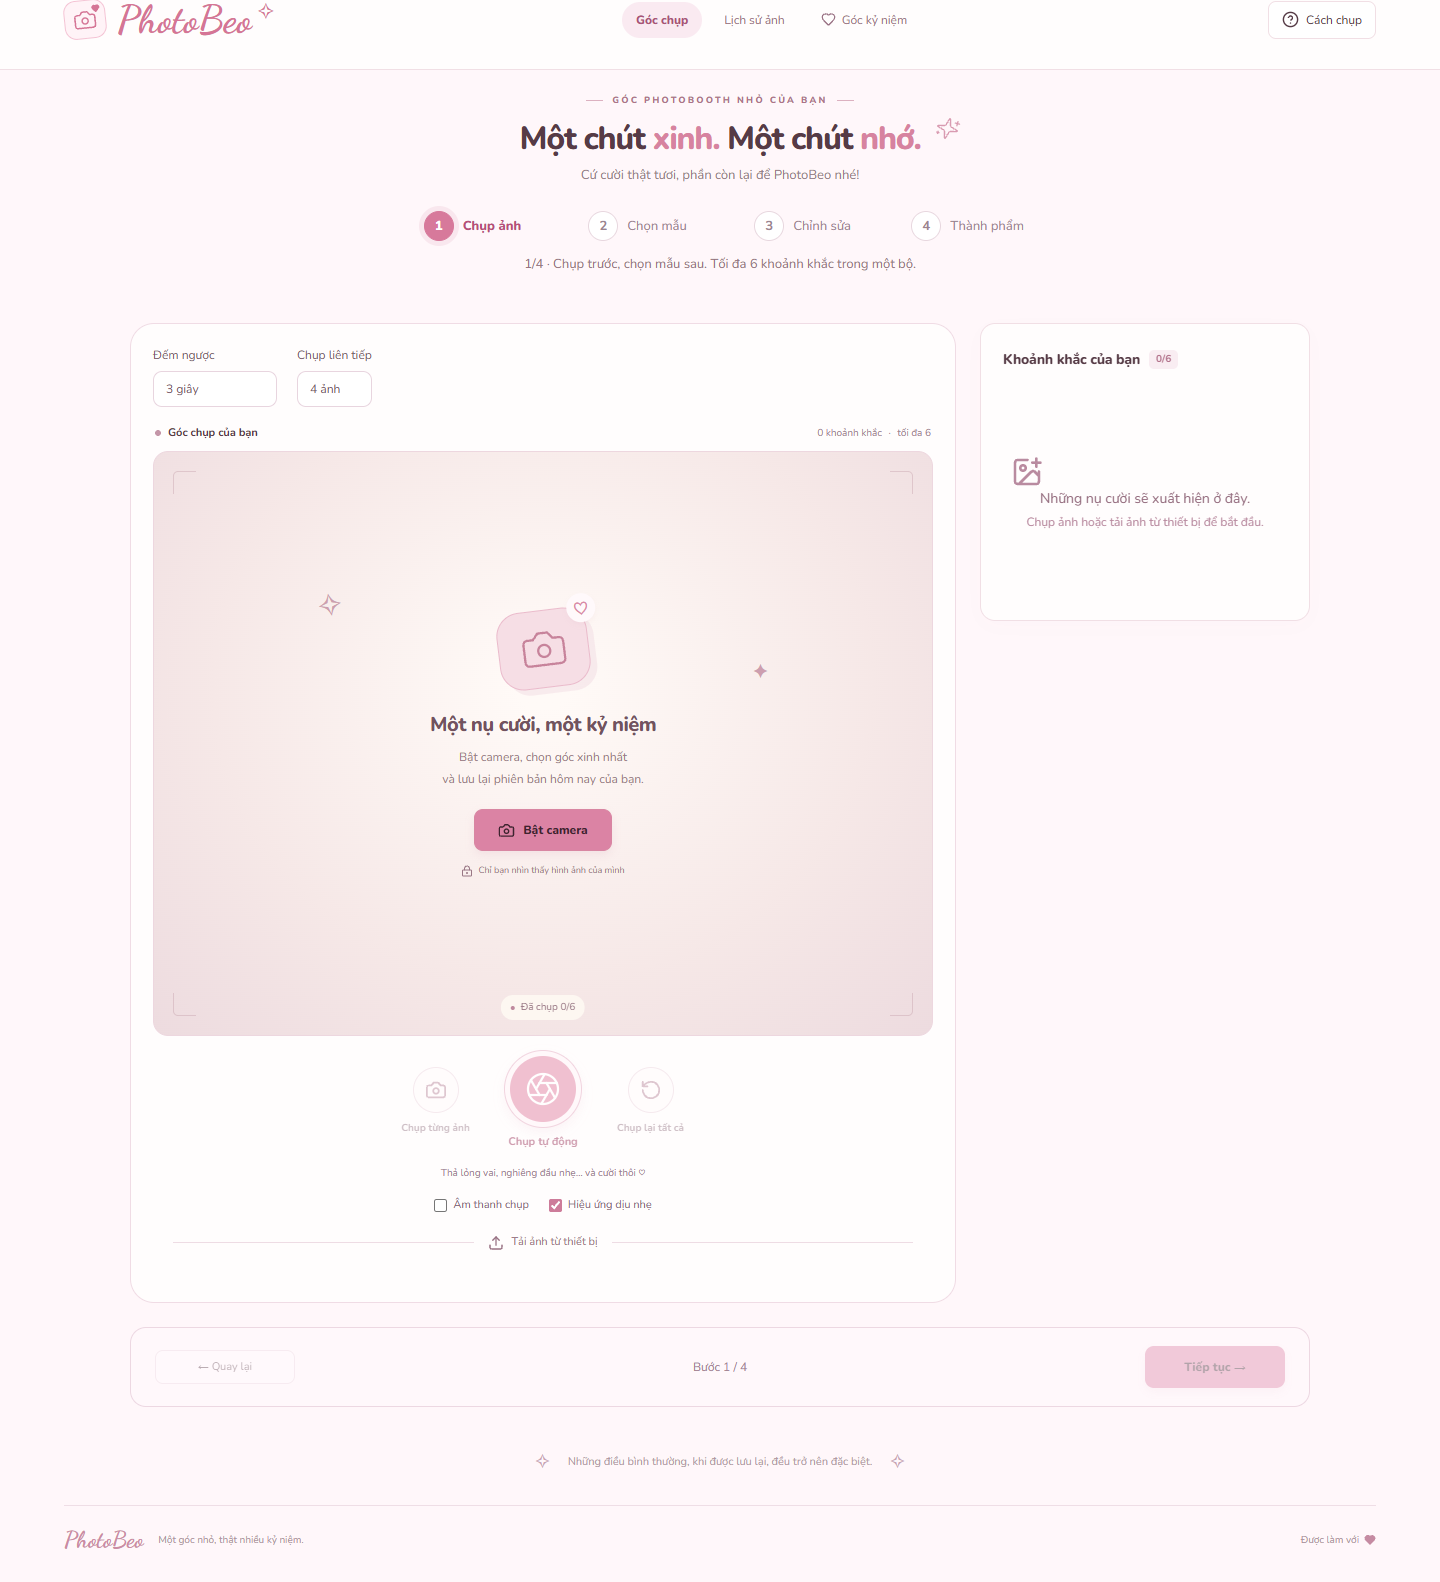 PhotoBeo
Góc chụp
Lịch sử ảnh
Góc kỷ niệm
Cách chụp
GÓC PHOTOBOOTH NHỎ CỦA BẠN
Một chút xinh. Một chút nhớ.
Cứ cười thật tươi, phần còn lại để PhotoBeo nhé!
1 Chụp ảnh
2 Chọn mẫu
3 Chỉnh sửa
4 Thành phẩm
1/4 · Chụp trước, chọn mẫu sau. Tối đa 6 khoảnh khắc trong một bộ.
Đếm ngược
Chụp liên tiếp
3 giây
4 ảnh
Góc chụp của bạn
0 khoảnh khắc · tối đa 6
Một nụ cười, một kỷ niệm
Bật camera, chọn góc xinh nhất
và lưu lại phiên bản hôm nay của bạn.
Bật camera
Chỉ bạn nhìn thấy hình ảnh của mình
Đã chụp 0/6
Chụp từng ảnh
Chụp tự động
Chụp lại tất cả
Thả lỏng vai, nghiêng đầu nhẹ... và cười thôi ♡
Âm thanh chụp
Hiệu ứng dịu nhẹ
Tải ảnh từ thiết bị
Khoảnh khắc của bạn 0/6
Những nụ cười sẽ xuất hiện ở đây.
Chụp ảnh hoặc tải ảnh từ thiết bị để bắt đầu.
← Quay lại
Bước 1 / 4
Tiếp tục →
Những điều bình thường, khi được lưu lại, đều trở nên đặc biệt.
PhotoBeo
Một góc nhỏ, thật nhiều kỷ niệm.
Được làm với ♥